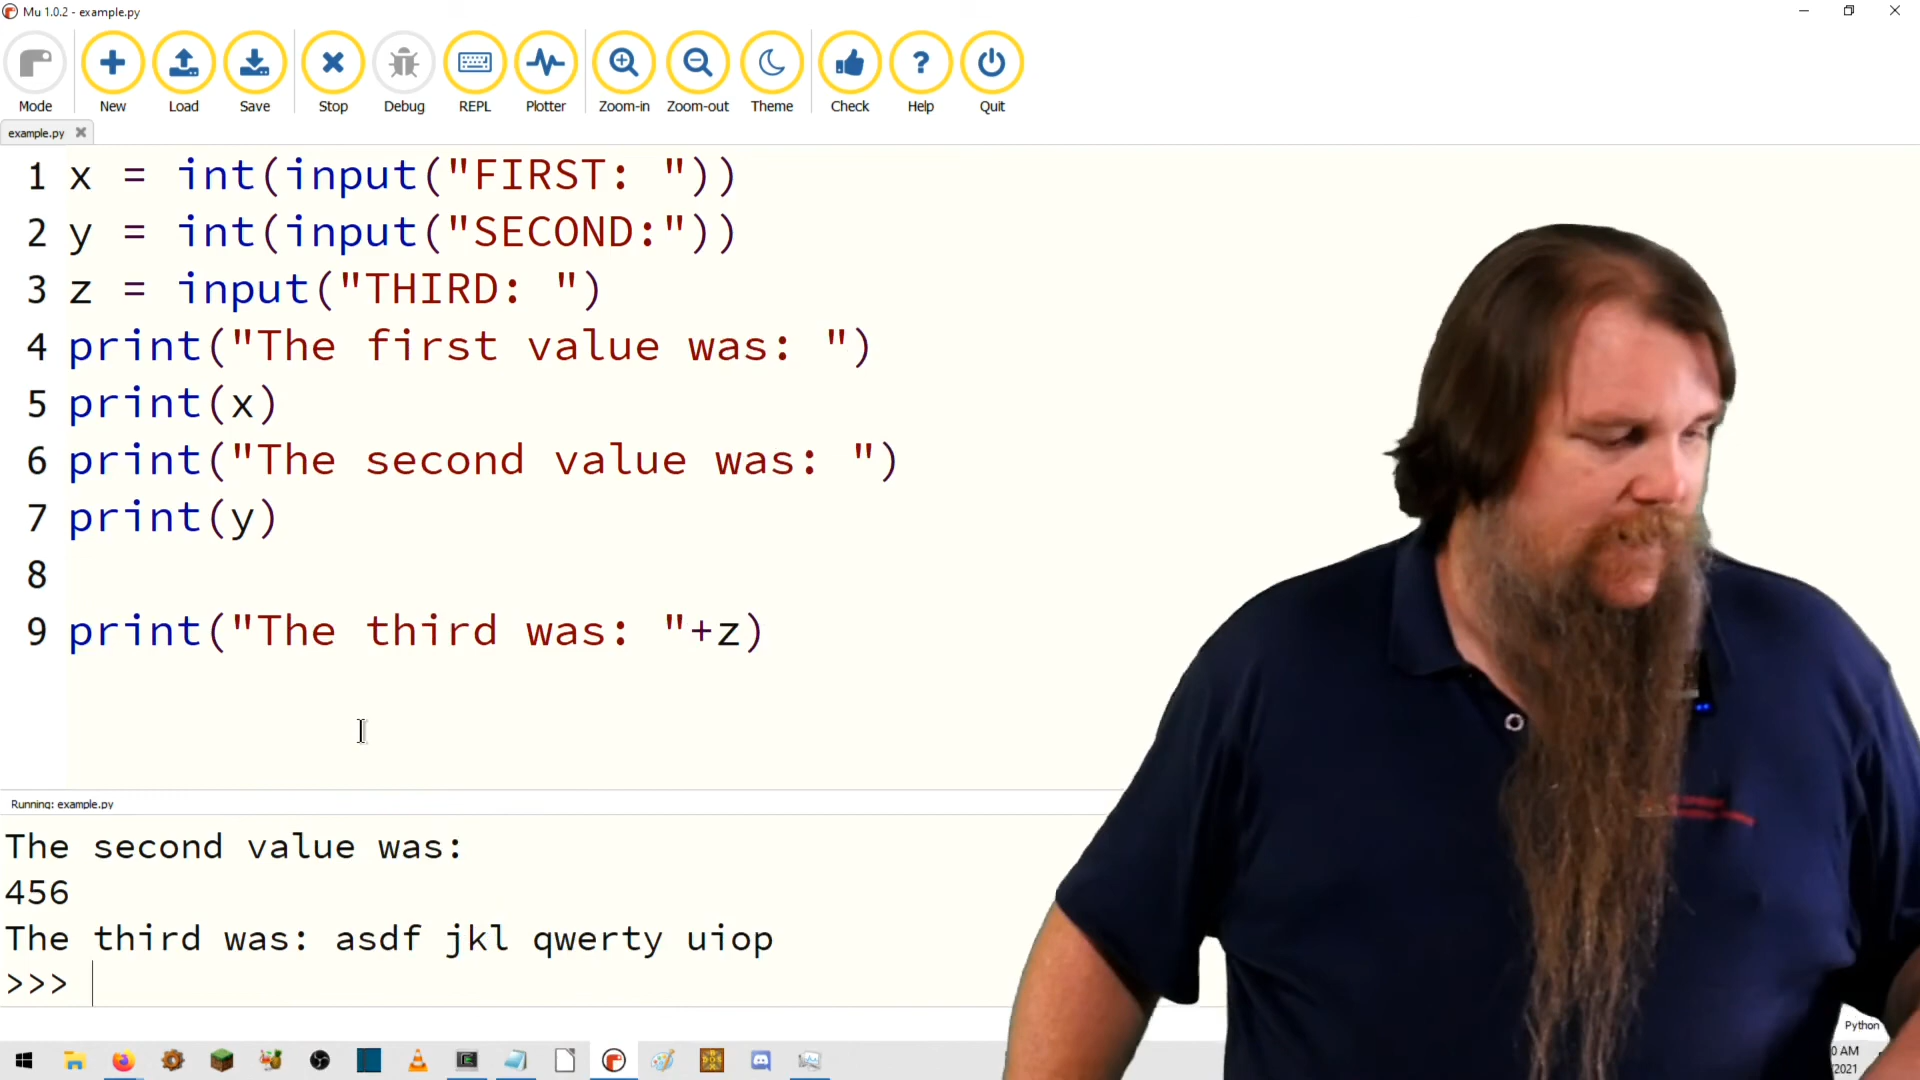 Mu 1.0.2 - example.py
Mode New Load Save Stop Debug REPL Plotter Zoom-in Zoom-out Theme Check Help Quit
example.py
1 x = int(input("FIRST: "))
2 y = int(input("SECOND:"))
3 z = input("THIRD: ")
4 print("The first value was: ")
5 print(x)
6 print("The second value was: ")
7 print(y)
8
9 print("The third was: "+z)
Running: example.py
The second value was:
456
The third was: asdf jkl qwerty uiop
>>>
Python
0 AM
/2021